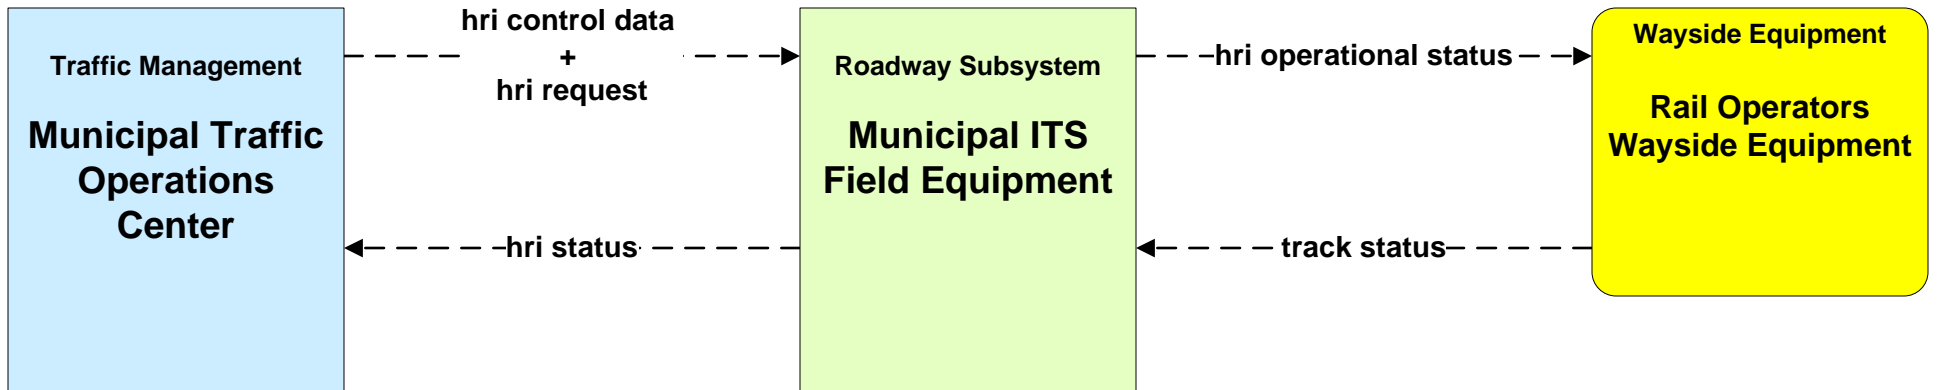 Traffic Management
Municipal Traffic
Operations
Center
hri control data
+
hri request
hri status
Roadway Subsystem
Municipal ITS
Field Equipment
hri operational status
track status
Wayside Equipment
Rail Operators
Wayside Equipment